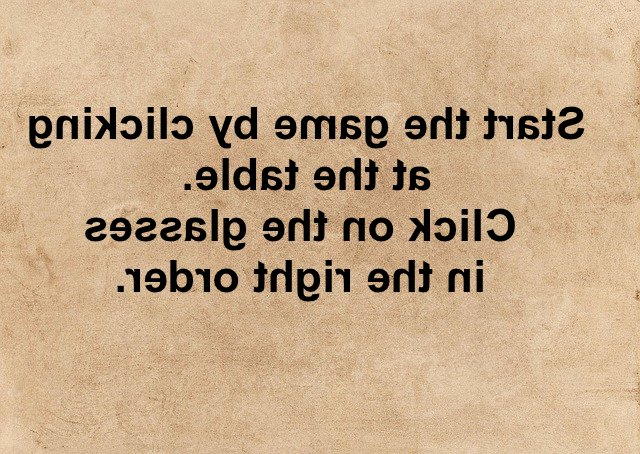 Start the game by clicking
at the table.
Click on the glasses
in the right order.